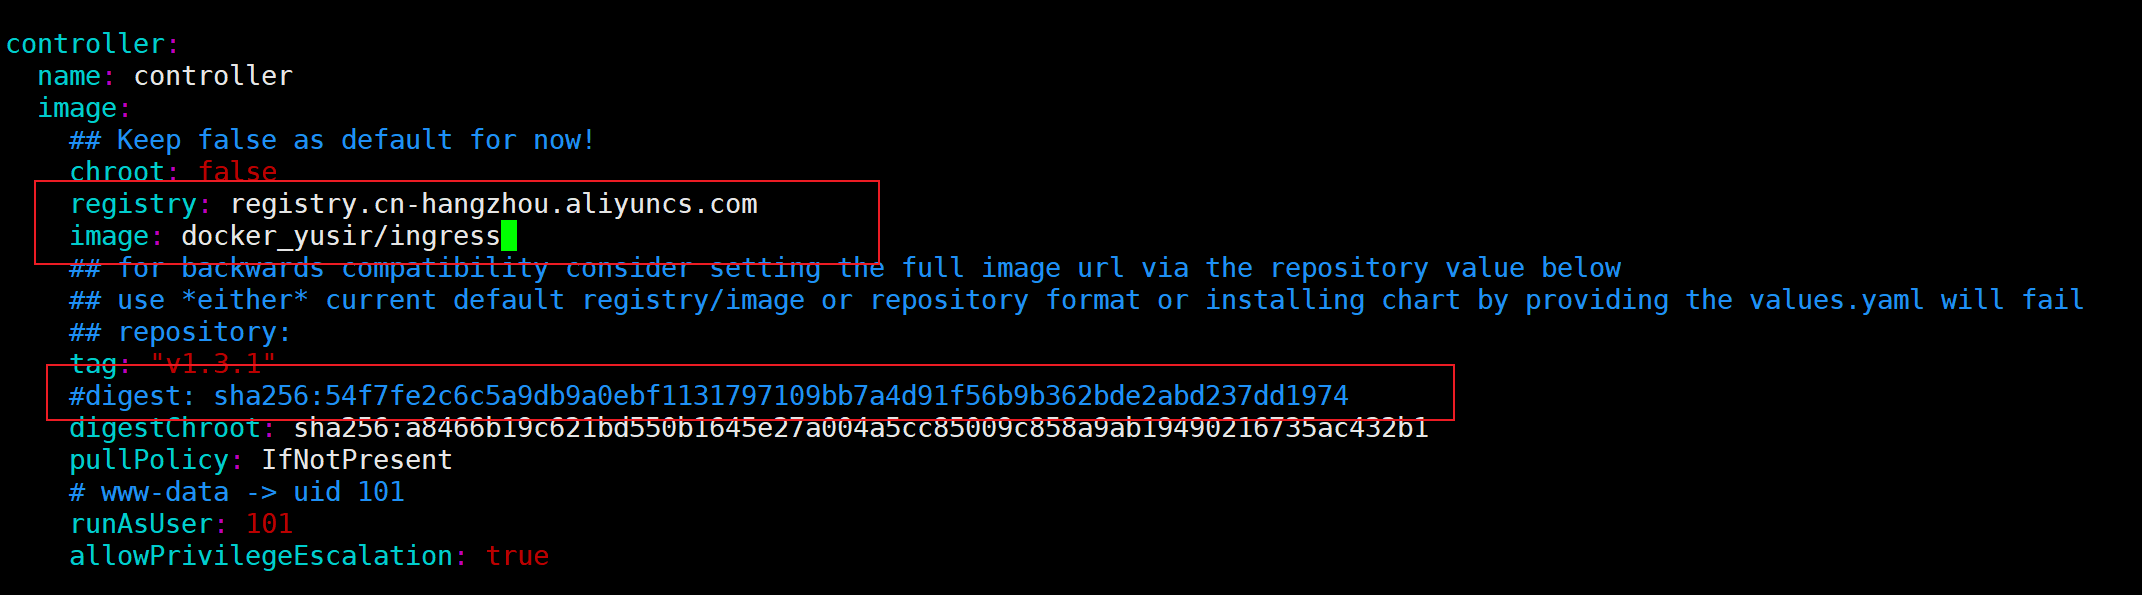 controller:
  name: controller
  image:
    ## Keep false as default for now!
    chroot: false
    registry: registry.cn-hangzhou.aliyuncs.com
    image: docker_yusir/ingress
    ## for backwards compatibility consider setting the full image url via the repository value below
    ## use *either* current default registry/image or repository format or installing chart by providing the values.yaml will fail
    ## repository:
    tag: "v1.3.1"
    #digest: sha256:54f7fe2c6c5a9db9a0ebf1131797109bb7a4d91f56b9b362bde2abd237dd1974
    digestChroot: sha256:a8466b19c621bd550b1645e27a004a5cc85009c858a9ab19490216735ac432b1
    pullPolicy: IfNotPresent
    # www-data -> uid 101
    runAsUser: 101
    allowPrivilegeEscalation: true